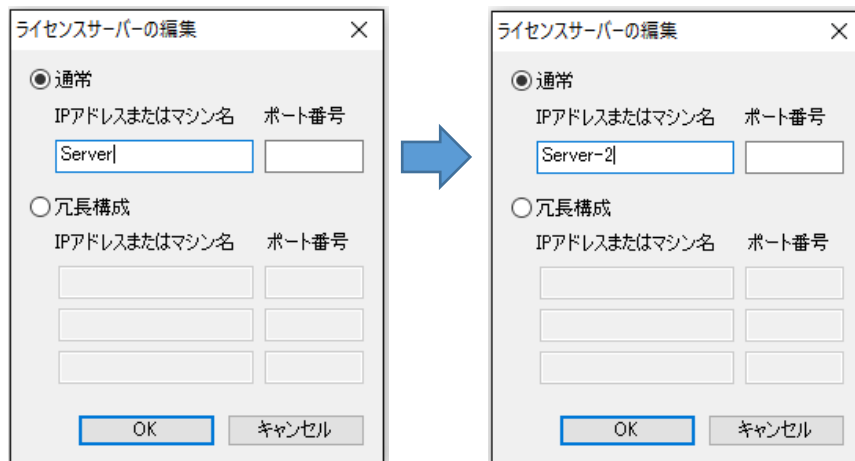 ライセンスサーバーの編集
通常
IPアドレスまたはマシン名 ポート番号
Server
冗長構成
IPアドレスまたはマシン名 ポート番号
OK キャンセル
ライセンスサーバーの編集
通常
IPアドレスまたはマシン名 ポート番号
Server-2
冗長構成
IPアドレスまたはマシン名 ポート番号
OK キャンセル